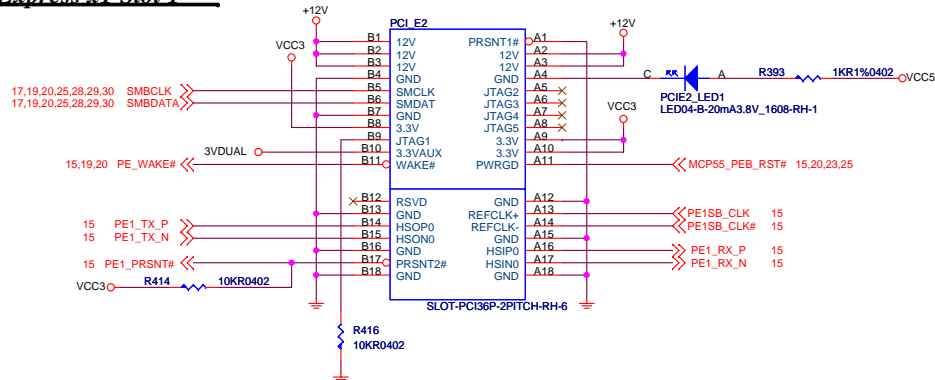 Express x1 Slot 1
+12V
PCI_E2
+12V
VCC3
B1 12V PRSNT1# A1
B2 12V 12V A2
B3 12V 12V A3
B4 GND GND A4
C A R393 1KR1%0402 VCC5
17,19,20,25,28,29,30 SMBCLK B5 SMCLK JTAG2 A5
PCIE2_LED1
17,19,20,25,28,29,30 SMBDATA B6 SMDAT JTAG3 A6
LED04-B-20mA3.8V_1608-RH-1
B7 GND JTAG4 A7
VCC3
B8 3.3V JTAG5 A8
B9 JTAG1 3.3V A9
3VDUAL B10 3.3VAUX 3.3V A10
15,19,20 PE_WAKE# B11 WAKE# PWRGD A11 MCP55_PEB_RST# 15,20,23,25
B12 RSVD GND A12
B13 GND REFCLK+ A13 PE1SB_CLK 15
15 PE1_TX_P B14 HSOP0 REFCLK- A14 PE1SB_CLK# 15
15 PE1_TX_N B15 HSON0 GND A15
B16 GND HSIP0 A16 PE1_RX_P 15
15 PE1_PRSNT# B17 PRSNT2# HSIN0 A17 PE1_RX_N 15
B18 GND GND A18
VCC3 R414 10KR0402
SLOT-PCI36P-2PITCH-RH-6
R416
10KR0402